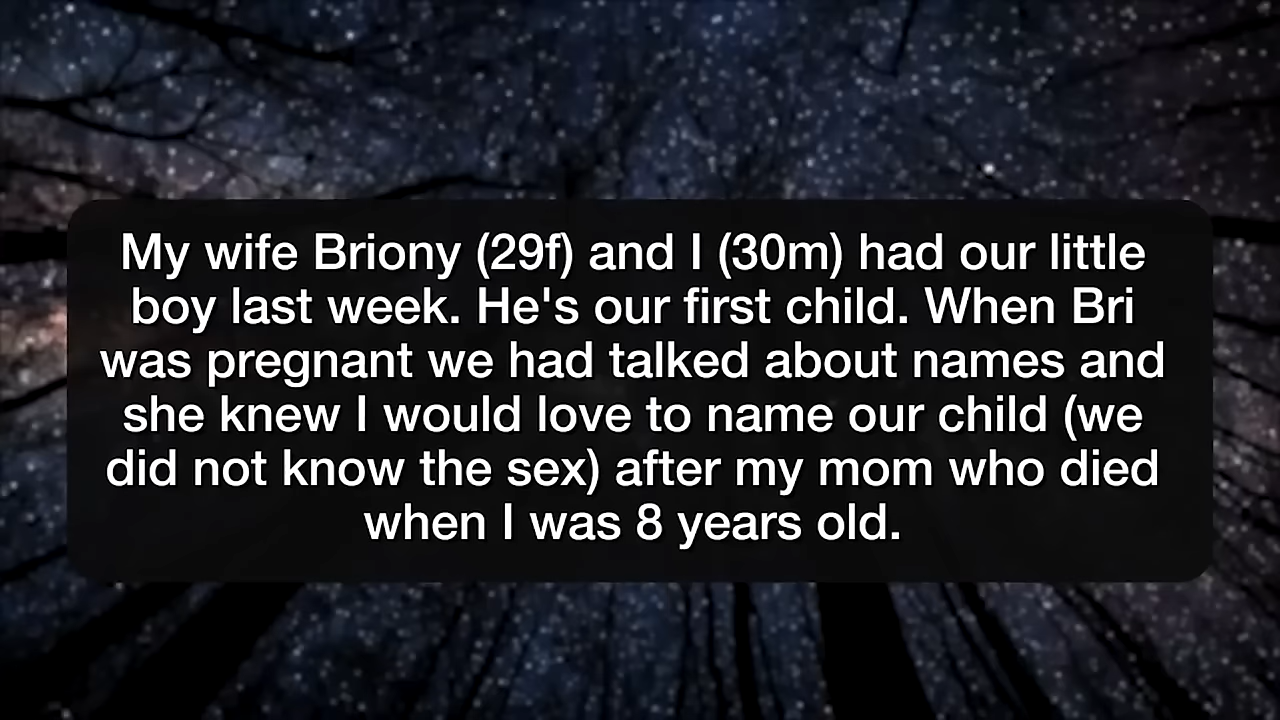 My wife Briony (29f) and I (30m) had our little
boy last week. He's our first child. When Bri
was pregnant we had talked about names and
she knew I would love to name our child (we
did not know the sex) after my mom who died
when I was 8 years old.